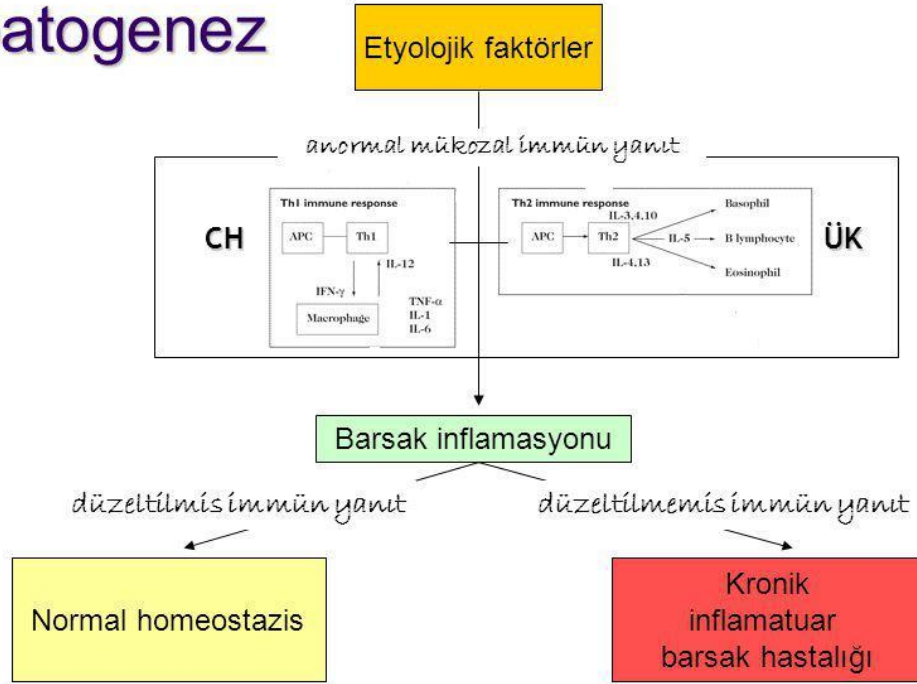 atogenez
Etyolojik faktörler
anormal mükozal immün yanıt
CH
Th1 immune response
APC
Th1
IL-12
IFN-γ
Macrophage
TNF-α
IL-1
IL-6
Th2 immune response
IL-3,4,10
APC
Th2
IL-5
IL-4,13
Basophil
B lymphocyte
Eosinophil
ÜK
Barsak inflamasyonu
düzeltilmis immün yanıt
düzeltilmemis immün yanıt
Normal homeostazis
Kronik
inflamatuar
barsak hastalığı